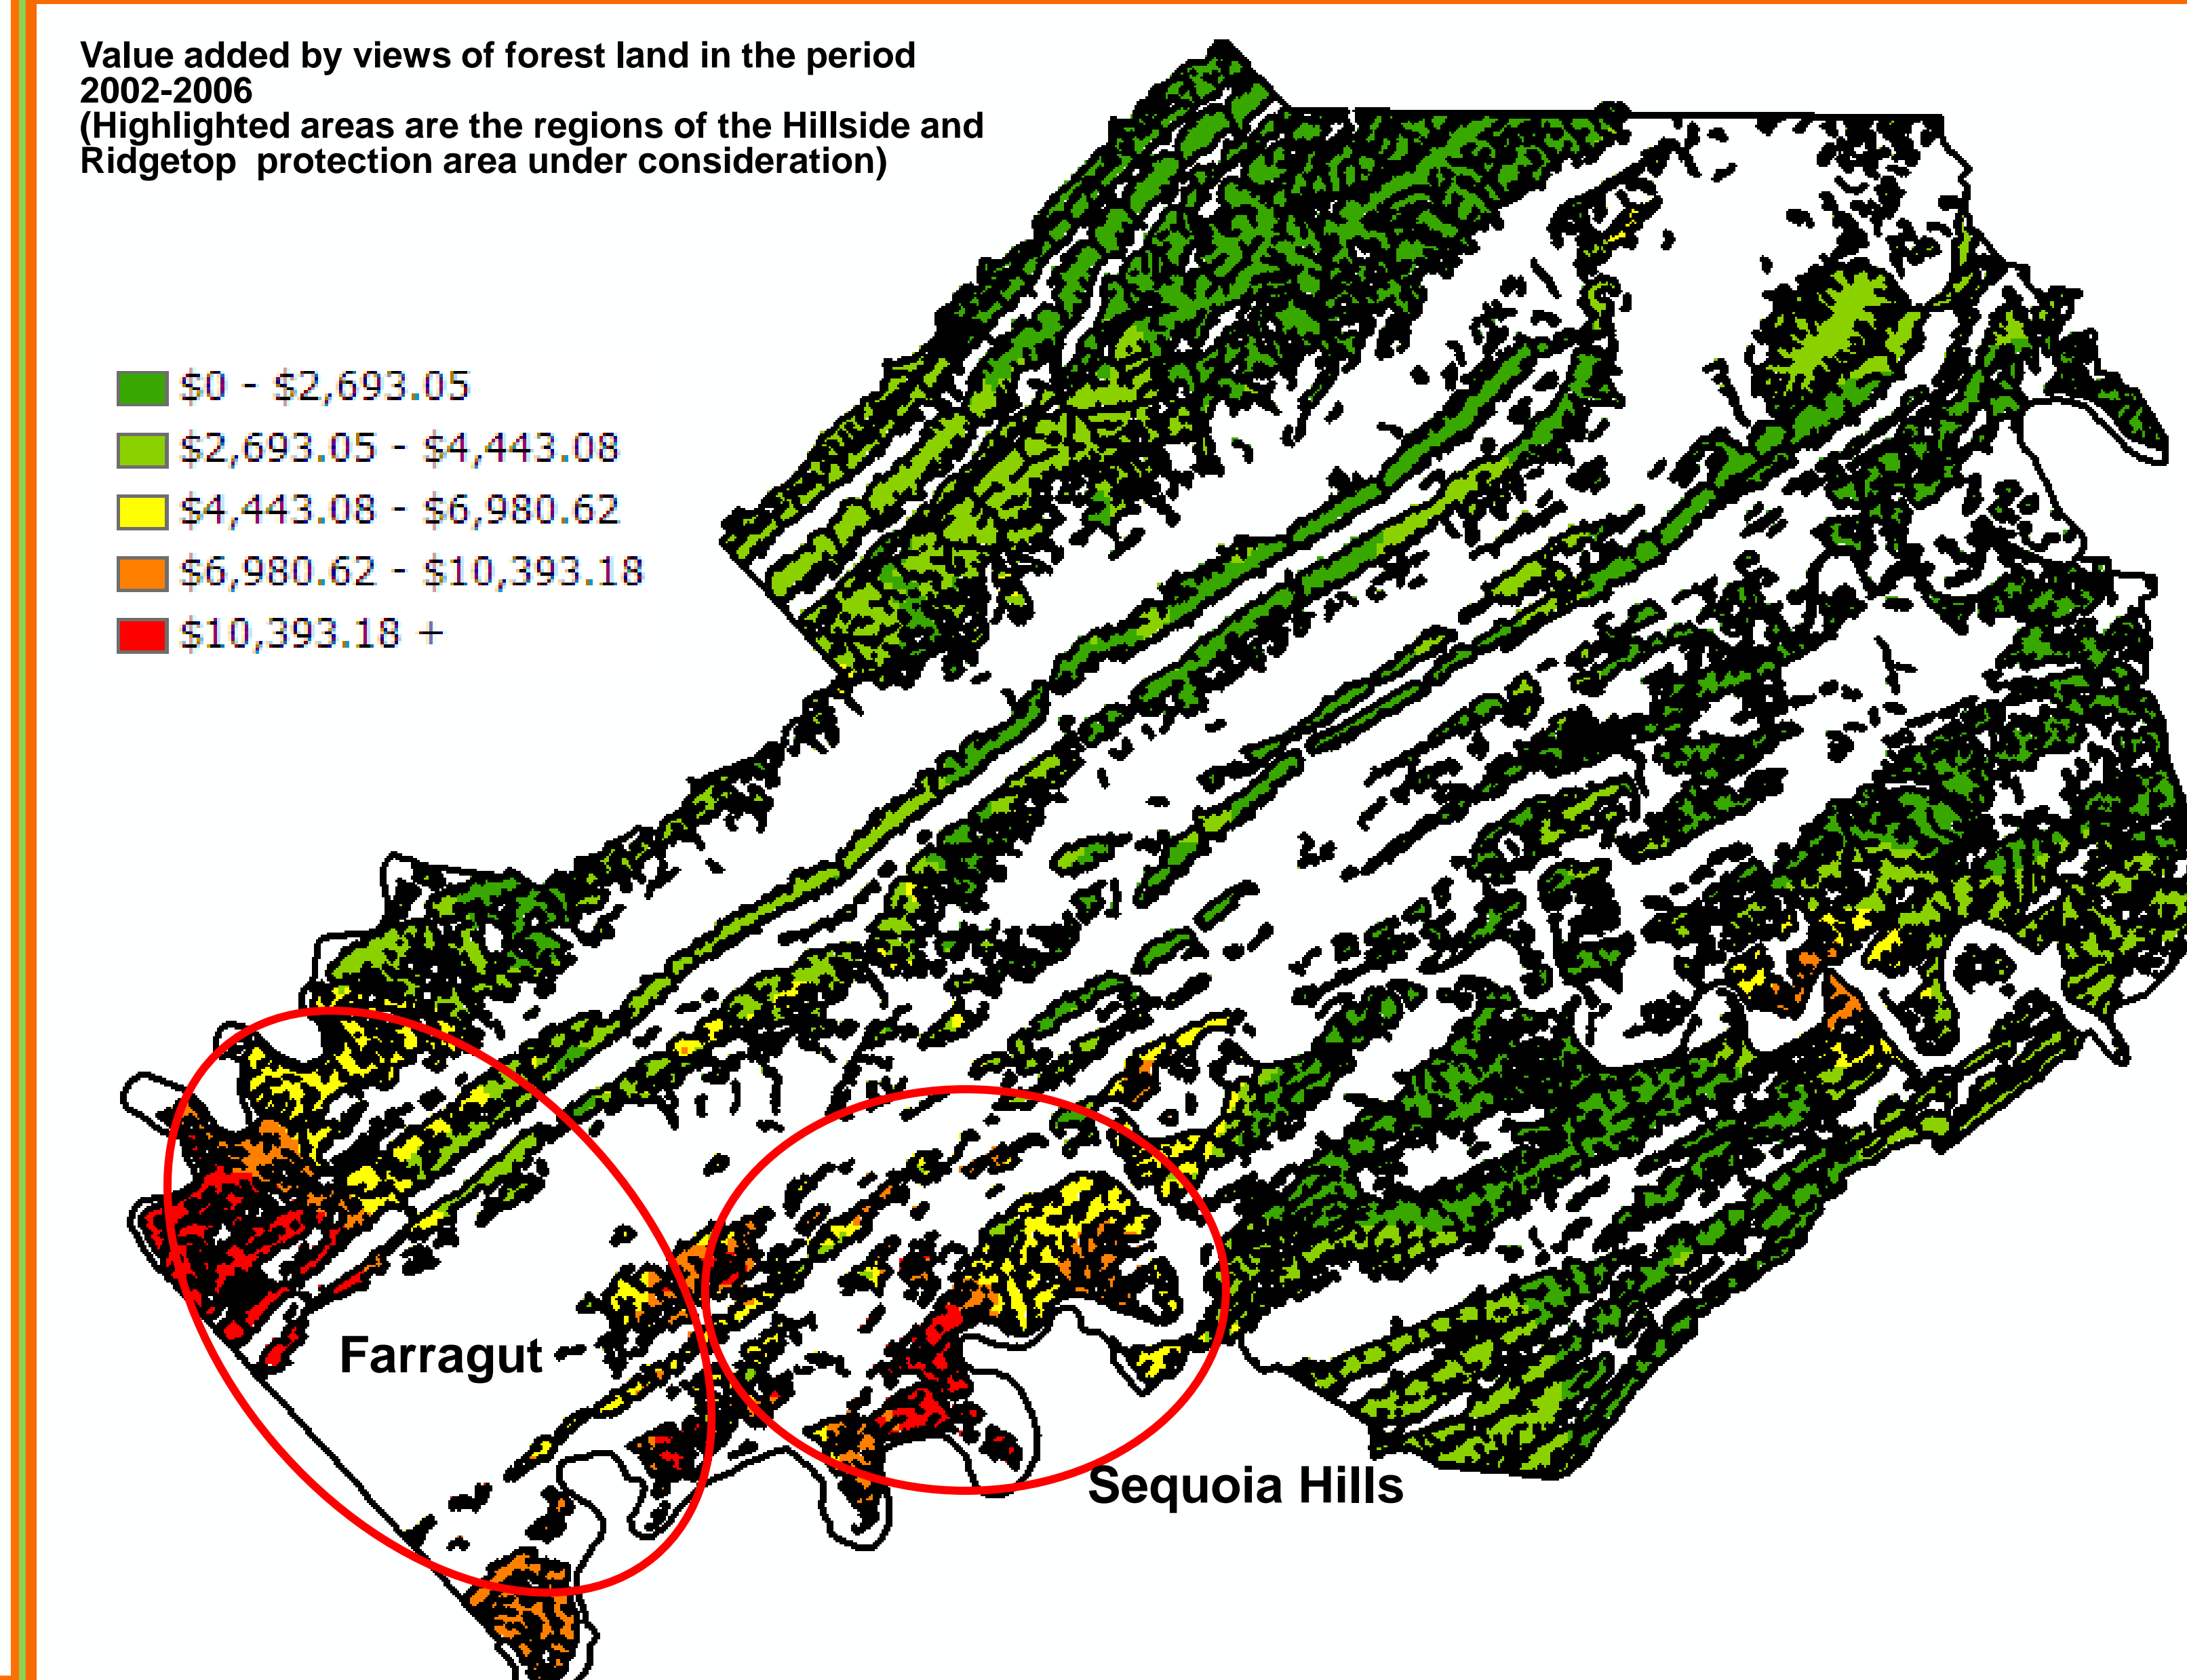 Value added by views of forest land in the period
2002-2006
(Highlighted areas are the regions of the Hillside and
Ridgetop  protection area under consideration)
$0 - $2,693.05
$2,693.05 - $4,443.08
$4,443.08 - $6,980.62
$6,980.62 - $10,393.18
$10,393.18 +
Farragut
Sequoia Hills